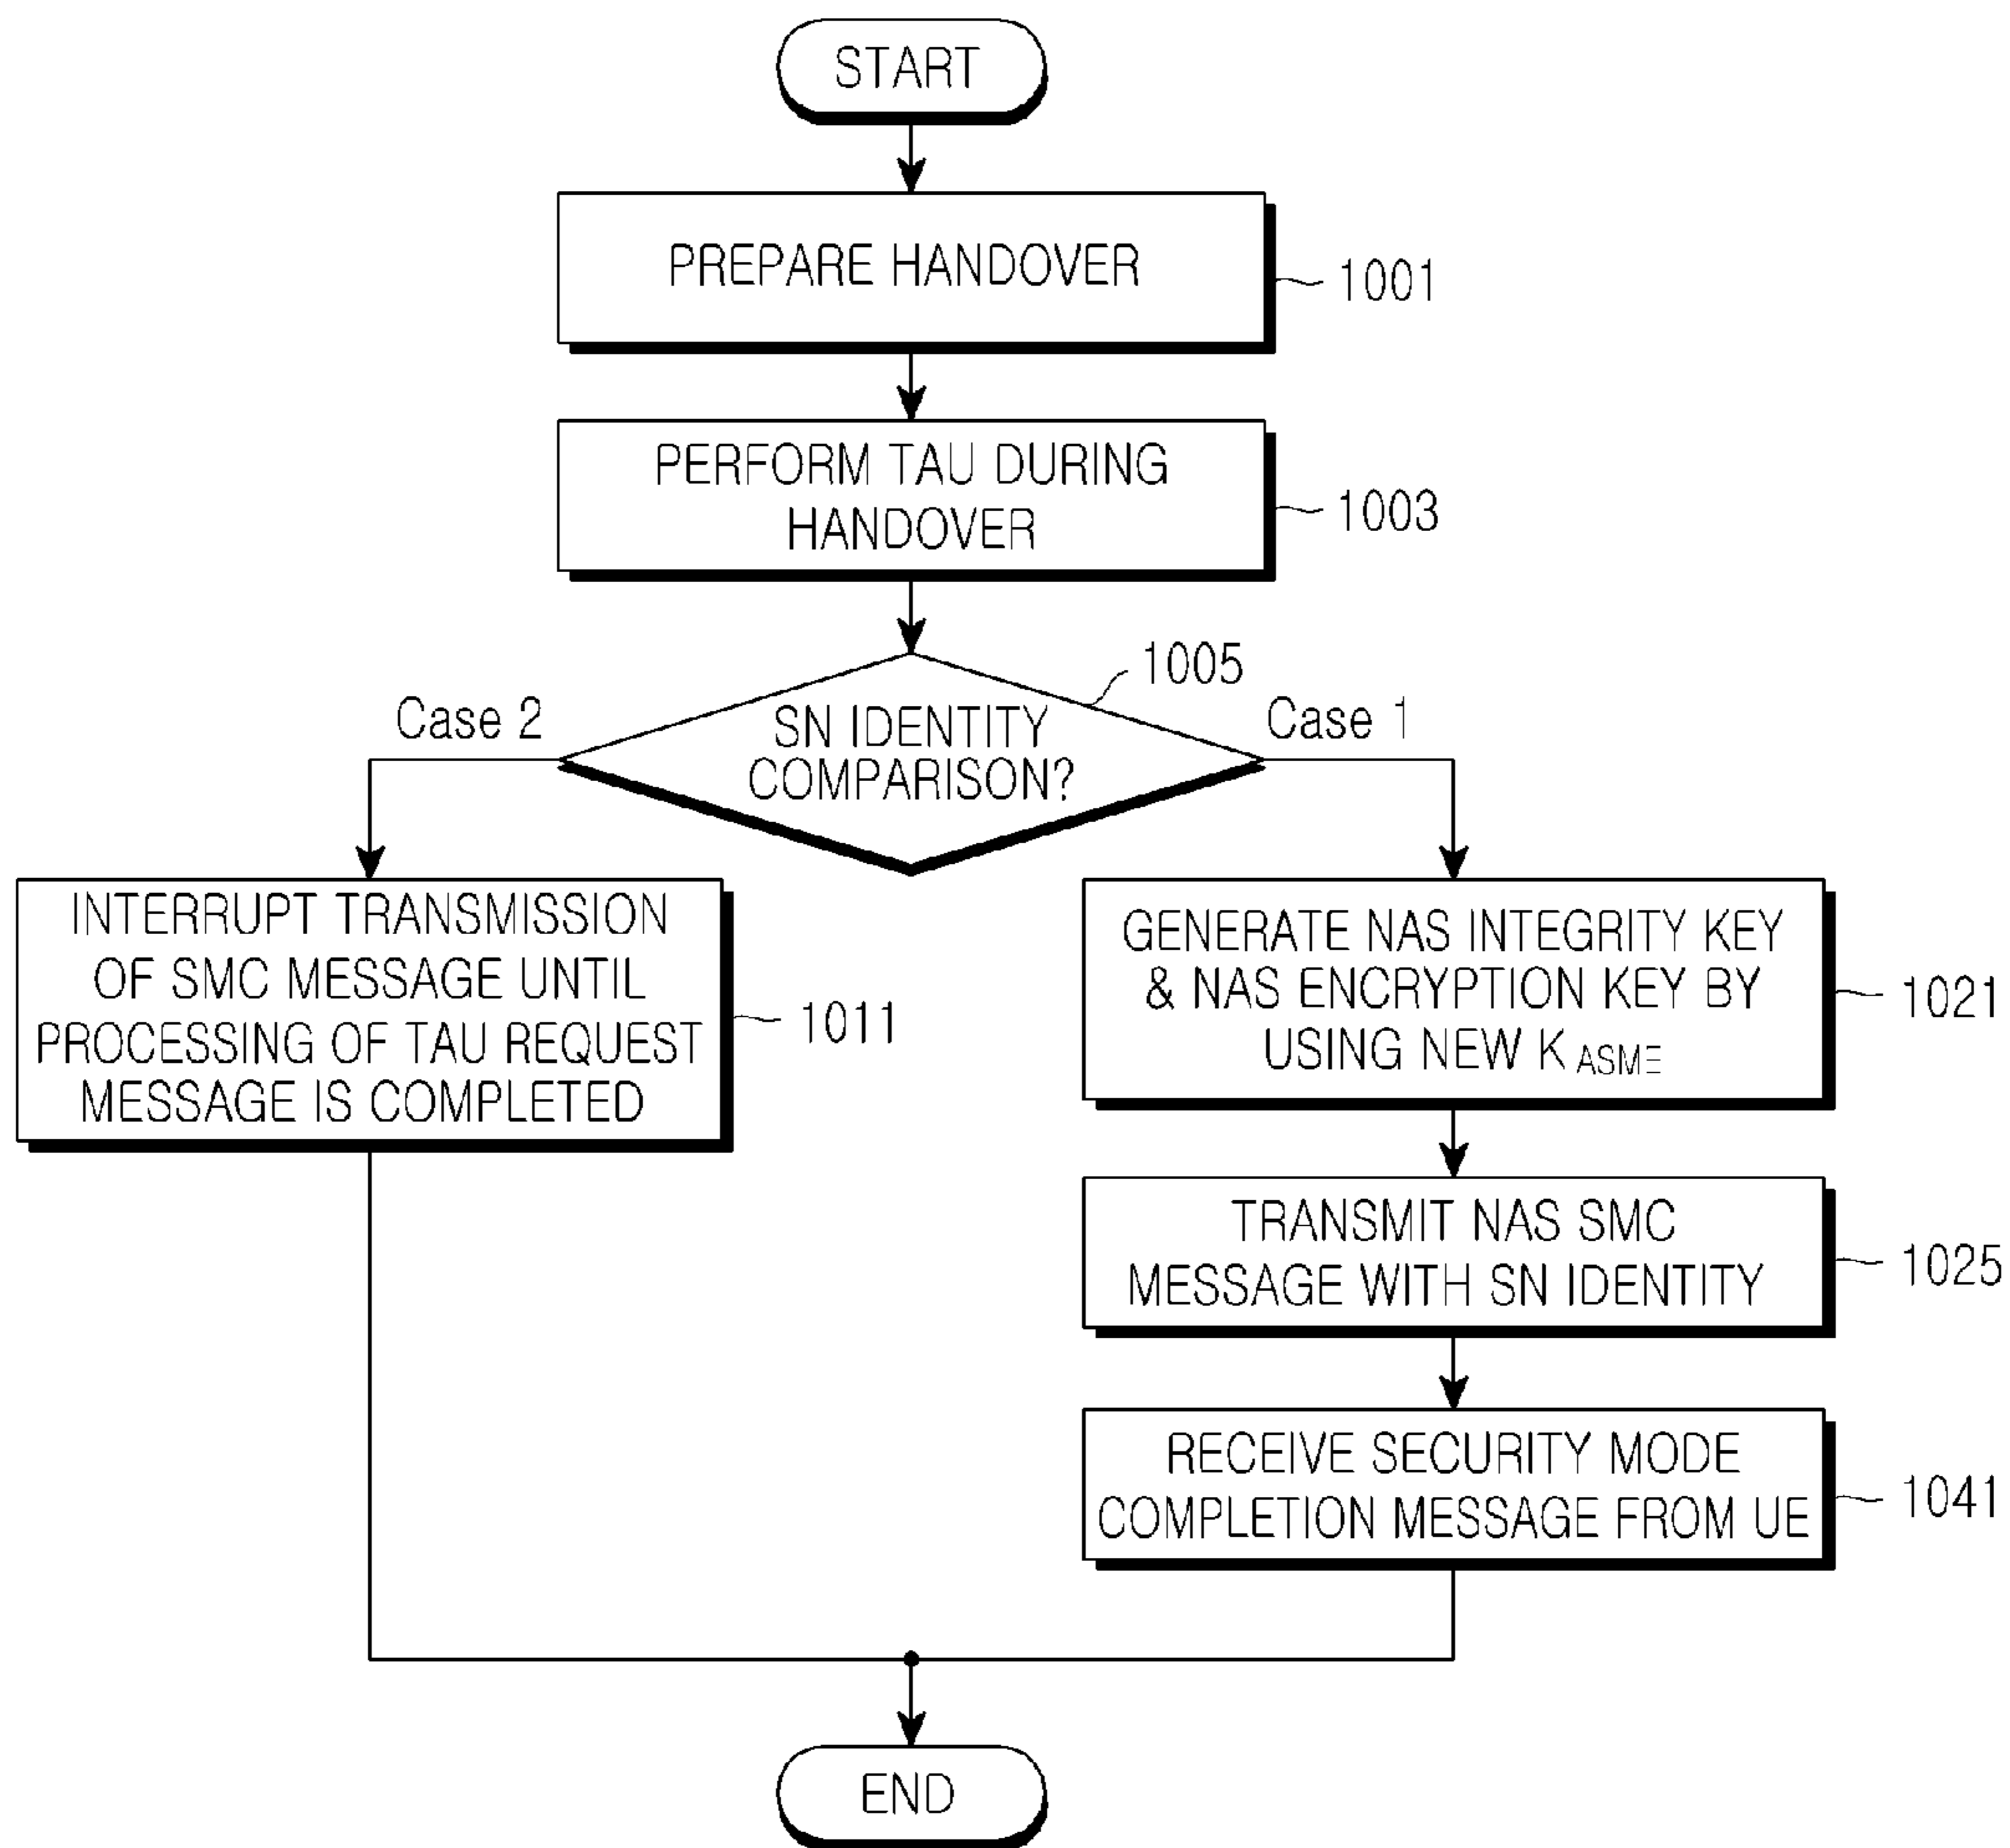 START
PREPARE HANDOVER
1001
PERFORM TAU DURING
HANDOVER
1003
1005
SN IDENTITY
COMPARISON?
Case 2
Case 1
INTERRUPT TRANSMISSION
OF SMC MESSAGE UNTIL
PROCESSING OF TAU REQUEST
MESSAGE IS COMPLETED
1011
GENERATE NAS INTEGRITY KEY
& NAS ENCRYPTION KEY BY
USING NEW K ASME
1021
TRANSMIT NAS SMC
MESSAGE WITH SN IDENTITY
1025
RECEIVE SECURITY MODE
COMPLETION MESSAGE FROM UE
1041
END